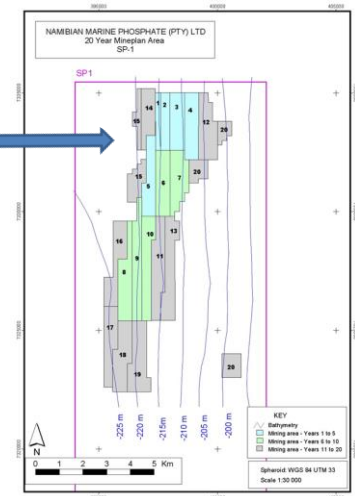 NAMIBIAN MARINE PHOSPHATE (PTY) LTD
20 Year Mineplan Area
SP-1
SP1
400000
1
2
3
4
14
15
12
20
15
5
6
7
20
16
10
13
8
9
11
17
18
19
20
-225 m
-220 m
-215m
-210 m
-205 m
-200 m
N
0 1 2 3 4 5 Km
KEY
Bathymetry
Mining area - Years 1 to 5
Mining area - Years 6 to 10
Mining area - Years 11 to 20
Spheroid: WGS 84 UTM 33
Scale 1:30 000